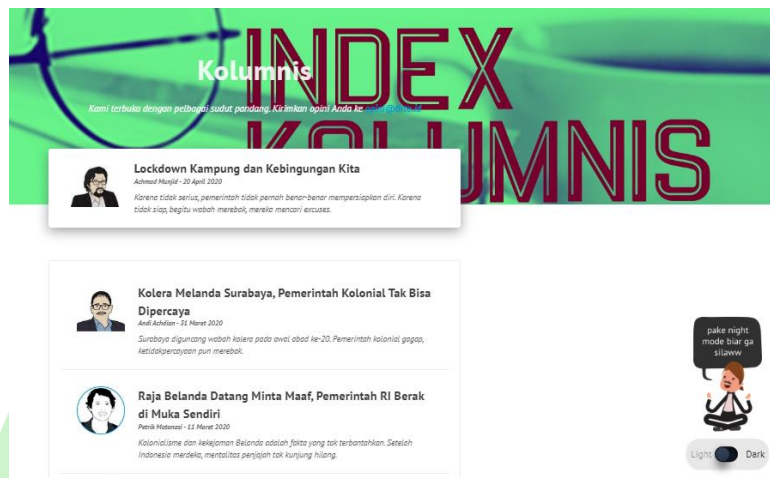 INDEX
KOLUMNIS
Kolumnis
Kami terbuka dengan pelbagai sudut pandang. Kirimkan opini Anda ke
Lockdown Kampung dan Kebingungan Kita
Achmad Munjid - 20 April 2020
Karena tidak serius, pemerintah tidak pernah benar-benar mempersiapkan diri. Karena
tidak siap, begitu wabah merebak, mereka mencari excuses.
Kolera Melanda Surabaya, Pemerintah Kolonial Tak Bisa
Dipercaya
Andi Achdian - 31 Maret 2020
Surabaya diguncang wabah kolera pada awal abad ke-20. Pemerintah kolonial gagap,
ketidakpercayaan pun merebak.
Raja Belanda Datang Minta Maaf, Pemerintah RI Berak
di Muka Sendiri
Petrik Matanasi - 11 Maret 2020
Kolonialisme dan kekejaman Belanda adalah fakta yang tak terbantahkan. Setelah
Indonesia merdeka, mentalitas penjajah tak kunjung hilang.
pake night
mode biar ga
silaww
Light Dark